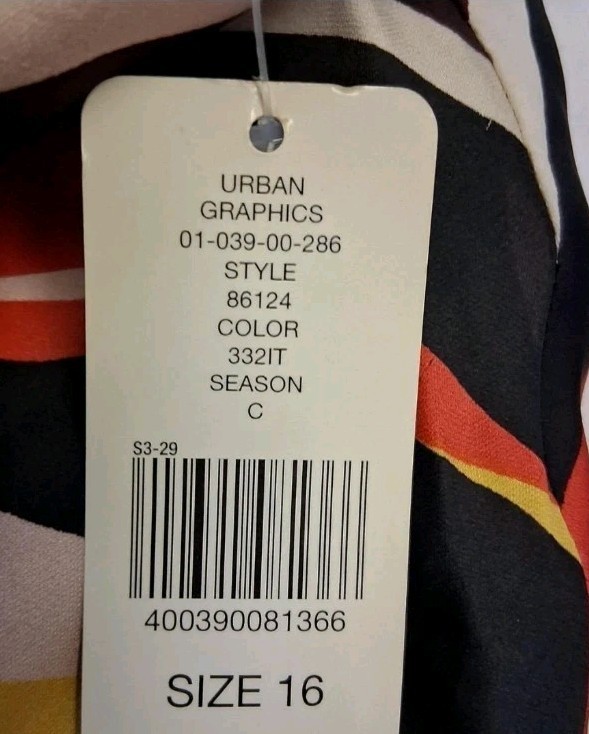 URBAN
GRAPHICS
01-039-00-286
STYLE
86124
COLOR
332IT
SEASON
C
S3-29
400390081366
SIZE 16